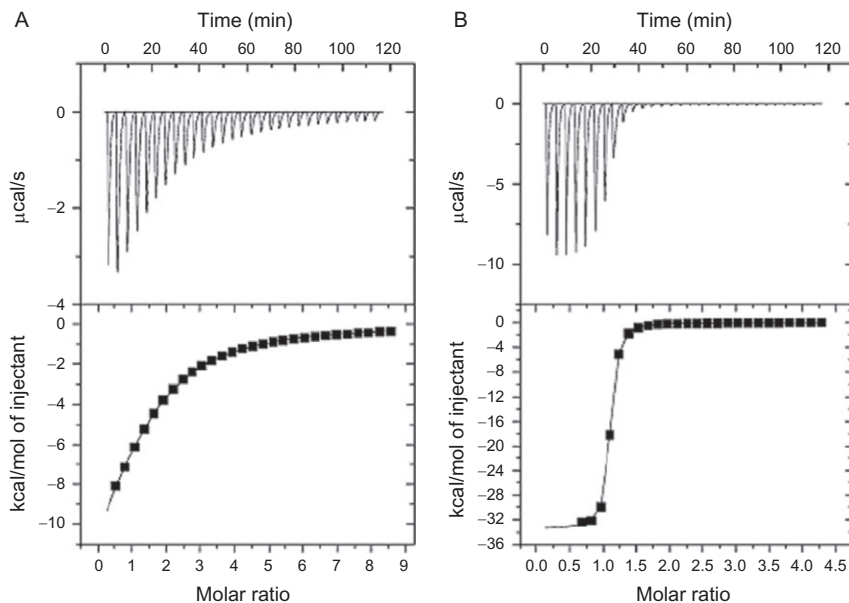 A
Time (min)
0 20 40 60 80 100 120
0
−2
−4
μcal/s
0
−2
−4
−6
−8
−10
kcal/mol of injectant
0 1 2 3 4 5 6 7 8 9
Molar ratio
B
Time (min)
0 20 40 60 80 100 120
0
−5
−10
μcal/s
0
−4
−8
−12
−16
−20
−24
−28
−32
−36
kcal/mol of injectant
0.0 0.5 1.0 1.5 2.0 2.5 3.0 3.5 4.0 4.5
Molar ratio